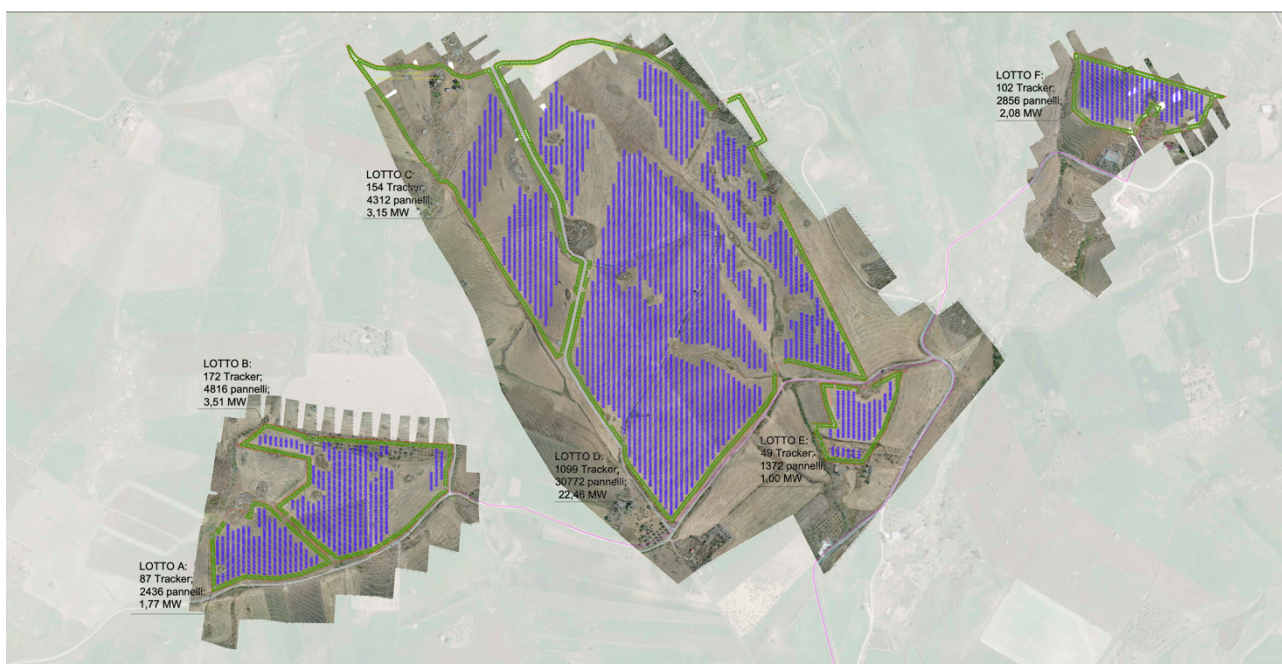 LOTTO F:
102 Tracker;
2856 pannelli;
2,08 MW
LOTTO C:
154 Tracker;
4312 pannelli;
3,15 MW
LOTTO B:
172 Tracker;
4816 pannelli;
3,51 MW
LOTTO D:
1099 Tracker;
30772 pannelli;
22,46 MW
LOTTO E:
49 Tracker;
1372 pannelli;
1.00 MW
LOTTO A:
87 Tracker;
2436 pannelli;
1,77 MW